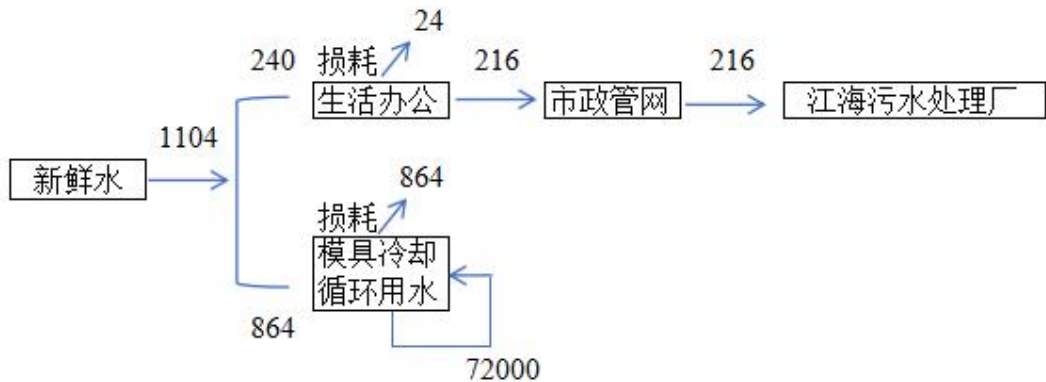 24
240 损耗 216 216
生活办公 市政管网 江海污水处理厂
1104
新鲜水
864
损耗
模具冷却
循环用水
864
72000